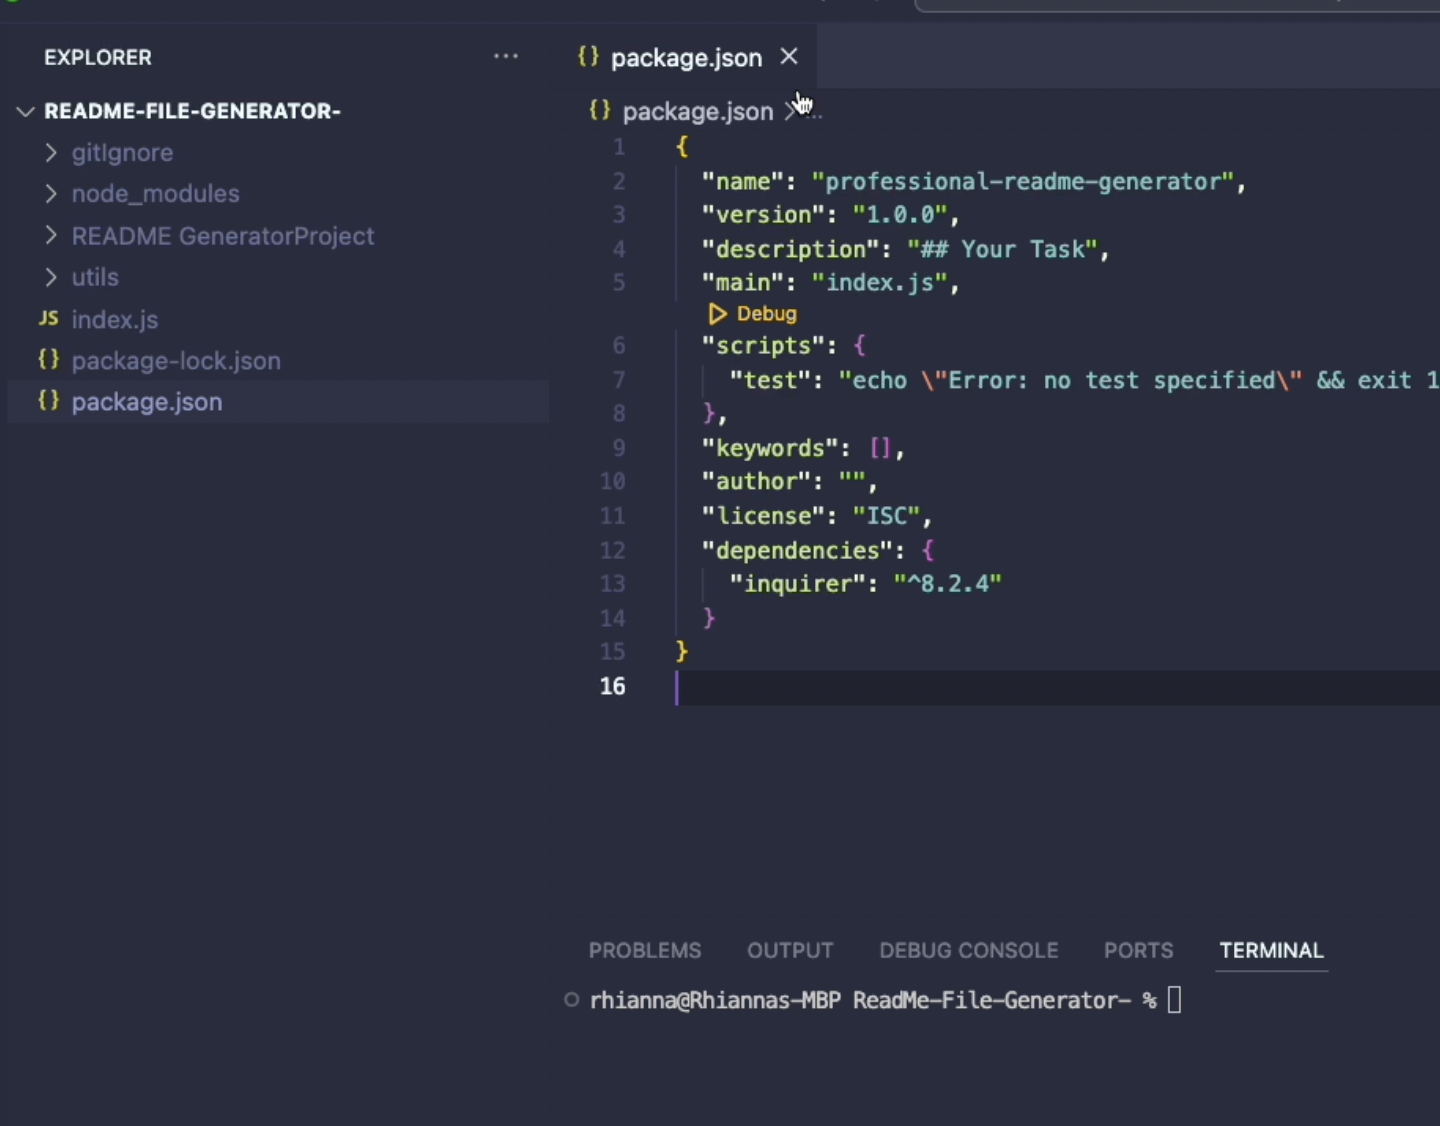 EXPLORER ···
README-FILE-GENERATOR-
gitIgnore
node_modules
README GeneratorProject
utils
JS index.js
{} package-lock.json
{} package.json
{} package.json ×
{} package.json > ...
1 {
2 "name": "professional-readme-generator",
3 "version": "1.0.0",
4 "description": "## Your Task",
5 "main": "index.js",
Debug
6 "scripts": {
7 "test": "echo \"Error: no test specified\" && exit 1
8 },
9 "keywords": [],
10 "author": "",
11 "license": "ISC",
12 "dependencies": {
13 "inquirer": "^8.2.4"
14 }
15 }
16
PROBLEMS OUTPUT DEBUG CONSOLE PORTS TERMINAL
rhianna@Rhiannas-MBP ReadMe-File-Generator- %